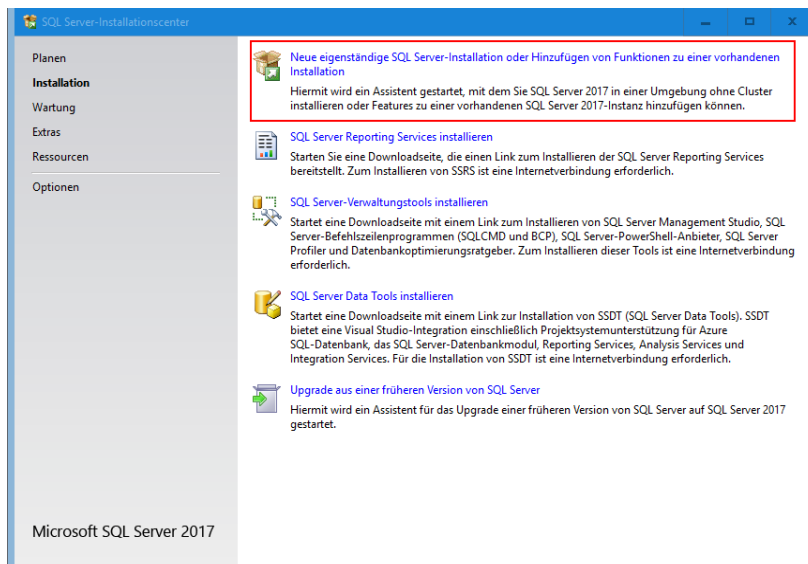 SQL Server-Installationscenter
Planen
Installation
Wartung
Extras
Ressourcen
Optionen
Neue eigenständige SQL Server-Installation oder Hinzufügen von Funktionen zu einer vorhandenen
Installation
Hiermit wird ein Assistent gestartet, mit dem Sie SQL Server 2017 in einer Umgebung ohne Cluster
installieren oder Features zu einer vorhandenen SQL Server 2017-Instanz hinzufügen können.
SQL Server Reporting Services installieren
Starten Sie eine Downloadseite, die einen Link zum Installieren der SQL Server Reporting Services
bereitstellt. Zum Installieren von SSRS ist eine Internetverbindung erforderlich.
SQL Server-Verwaltungstools installieren
Startet eine Downloadseite mit einem Link zum Installieren von SQL Server Management Studio, SQL
Server-Befehlszeilenprogrammen (SQLCMD und BCP), SQL Server-PowerShell-Anbieter, SQL Server
Profiler und Datenbankoptimierungsratgeber. Zum Installieren dieser Tools ist eine Internetverbindung
erforderlich.
SQL Server Data Tools installieren
Startet eine Downloadseite mit einem Link zur Installation von SSDT (SQL Server Data Tools). SSDT
bietet eine Visual Studio-Integration einschließlich Projektsystemunterstützung für Azure
SQL-Datenbank, das SQL Server-Datenbankmodul, Reporting Services, Analysis Services und
Integration Services. Für die Installation von SSDT ist eine Internetverbindung erforderlich.
Upgrade aus einer früheren Version von SQL Server
Hiermit wird ein Assistent für das Upgrade einer früheren Version von SQL Server auf SQL Server 2017
gestartet.
Microsoft SQL Server 2017